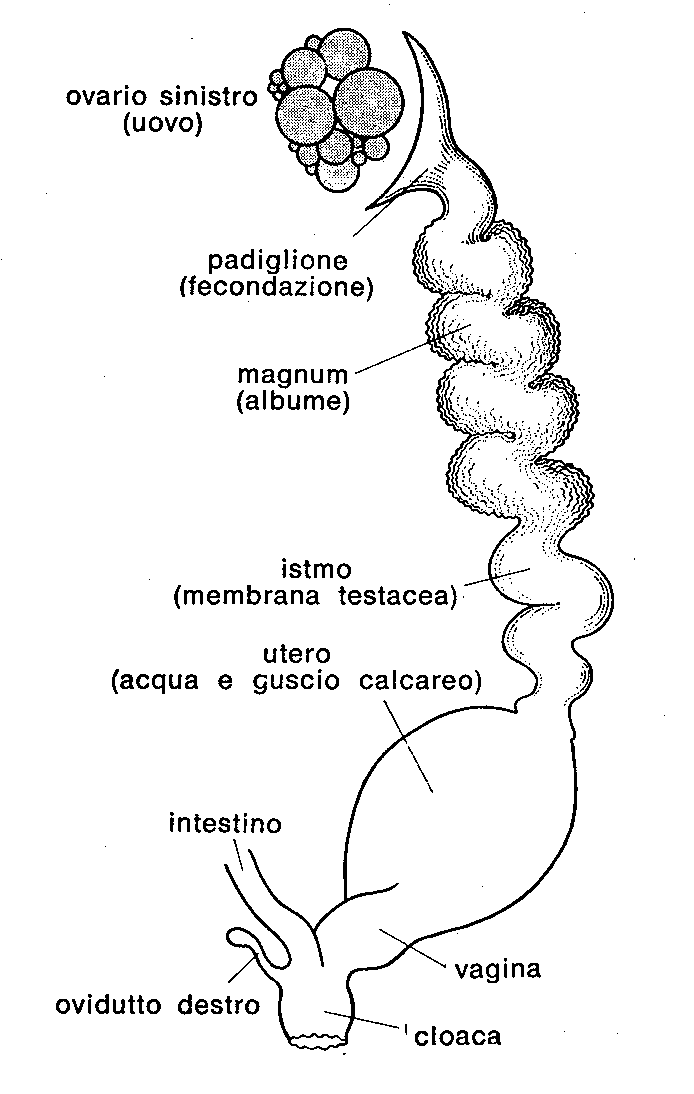 ovario sinistro
(uovo)
padiglione
(fecondazione)
magnum
(albume)
istmo
(membrana testacea)
utero
(acqua e guscio calcareo)
intestino
vagina
ovidutto destro
cloaca